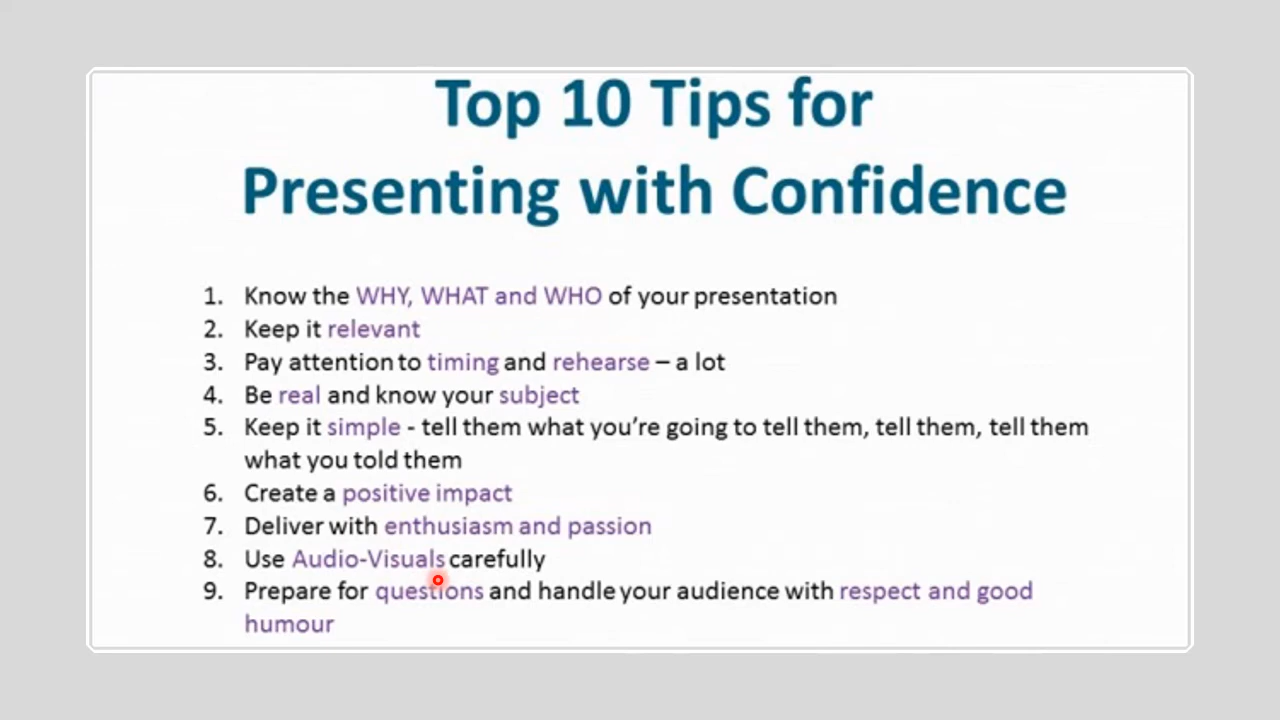 Top 10 Tips for
Presenting with Confidence
1. Know the WHY, WHAT and WHO of your presentation
2. Keep it relevant
3. Pay attention to timing and rehearse – a lot
4. Be real and know your subject
5. Keep it simple - tell them what you’re going to tell them, tell them, tell them
what you told them
6. Create a positive impact
7. Deliver with enthusiasm and passion
8. Use Audio-Visuals carefully
9. Prepare for questions and handle your audience with respect and good
humour